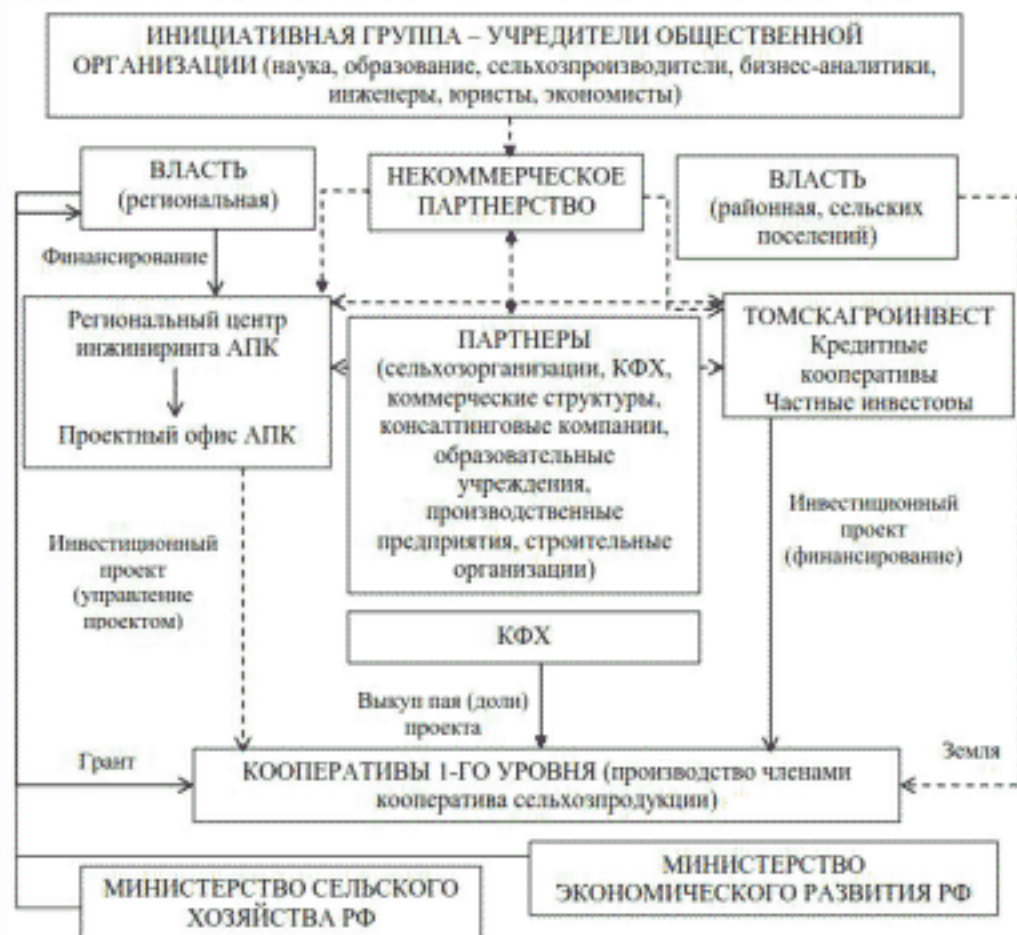 ИНИЦИАТИВНАЯ ГРУППА – УЧРЕДИТЕЛИ ОБЩЕСТВЕННОЙ
ОРГАНИЗАЦИИ (наука, образование, сельхозпроизводители, бизнес-аналитики,
инженеры, юристы, экономисты)
ВЛАСТЬ
(региональная)
НЕКОММЕРЧЕСКОЕ
ПАРТНЕРСТВО
ВЛАСТЬ
(районная, сельских
поселений)
Финансирование
Региональный центр
инжиниринга АПК
Проектный офис АПК
ПАРТНЕРЫ
(сельхозорганизации, КФХ,
коммерческие структуры,
консалтинговые компании,
образовательные
учреждения,
производственные
предприятия, строительные
организации)
ТОМСКАГРОИНВЕСТ
Кредитные
кооперативы
Частные инвесторы
Инвестиционный
проект
(управление
проектом)
Инвестиционный
проект
(финансирование)
КФХ
Выкуп пая (доли)
проекта
Грант
Земля
КООПЕРАТИВЫ 1-ГО УРОВНЯ (производство членами
кооператива сельхозпродукции)
МИНИСТЕРСТВО СЕЛЬСКОГО
ХОЗЯЙСТВА РФ
МИНИСТЕРСТВО
ЭКОНОМИЧЕСКОГО РАЗВИТИЯ РФ